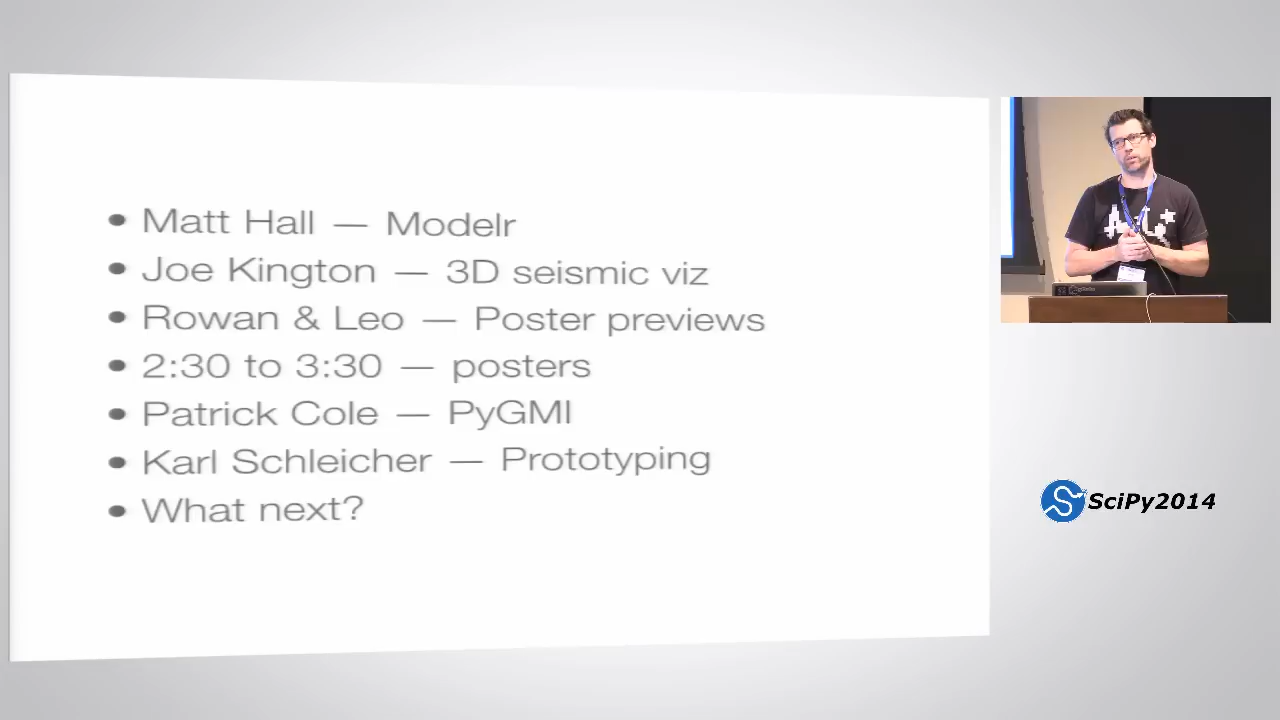 • Matt Hall — Modelr
• Joe Kington — 3D seismic viz
• Rowan & Leo — Poster previews
• 2:30 to 3:30 — posters
• Patrick Cole — PyGMI
• Karl Schleicher — Prototyping
• What next?
SciPy2014